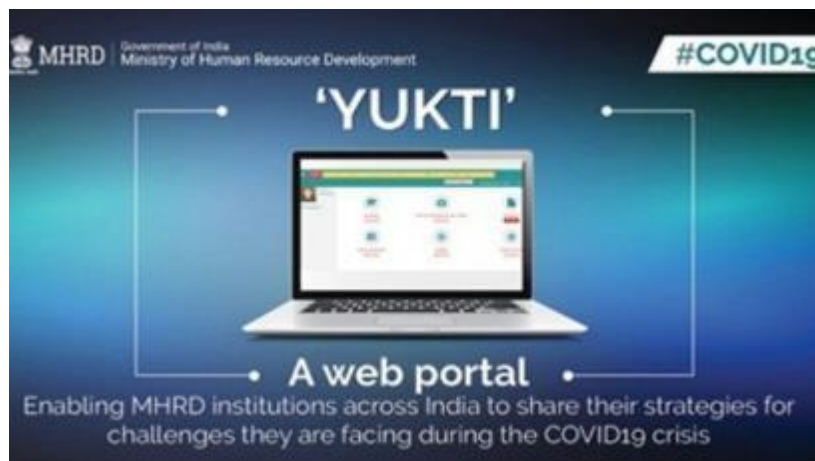 MHRD
Government of India
Ministry of Human Resource Development
#COVID19
'YUKTI'
A web portal
Enabling MHRD institutions across India to share their strategies for
challenges they are facing during the COVID19 crisis